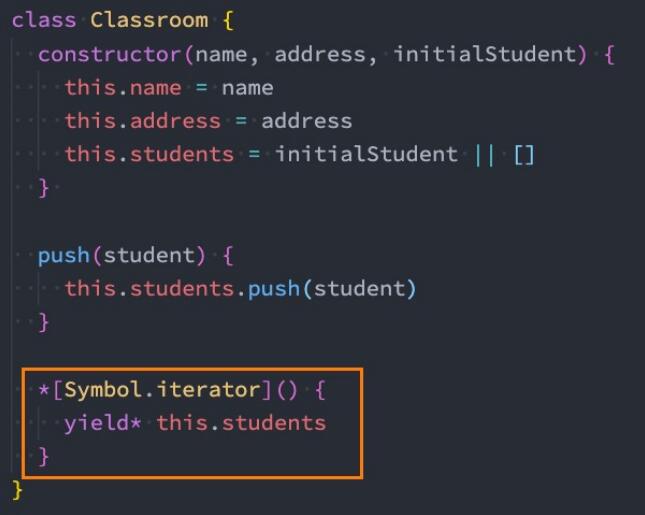 class Classroom {
constructor(name, address, initialStudent) {
this.name = name
this.address = address
this.students = initialStudent || []
}
push(student) {
this.students.push(student)
}
*[Symbol.iterator]() {
yield* this.students
}
}